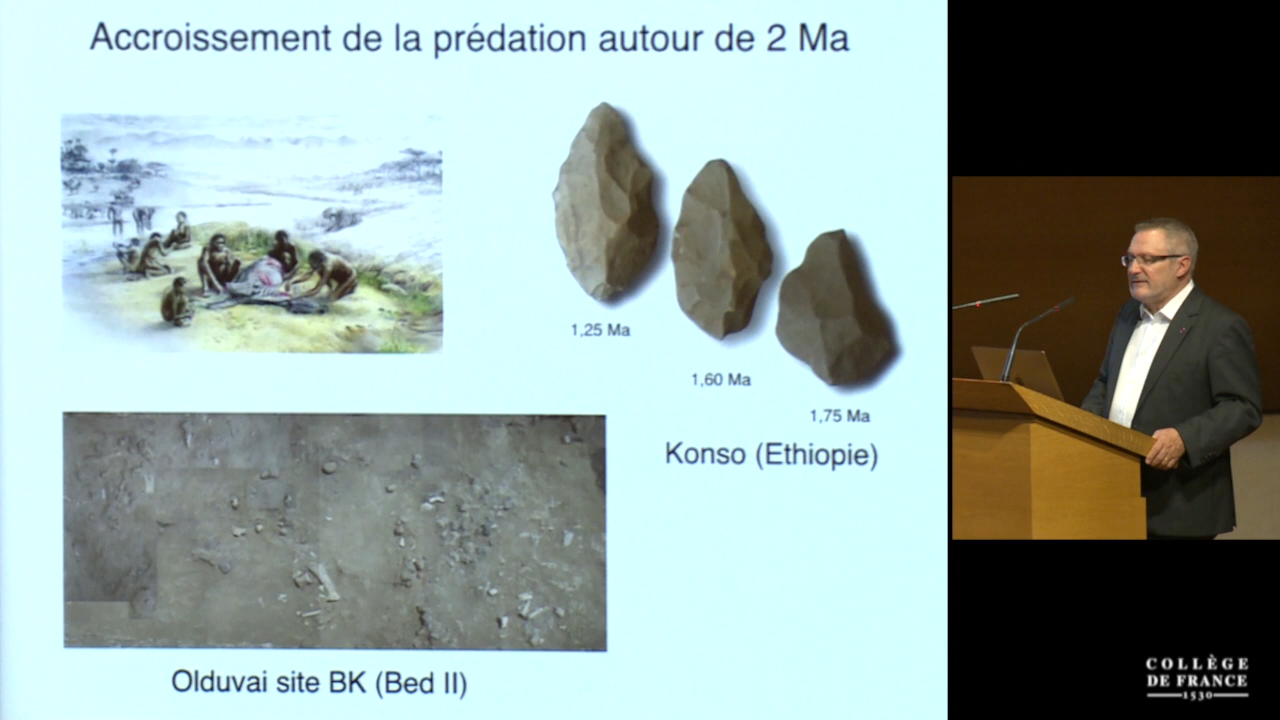 Accroissement de la prédation autour de 2 Ma
1,25 Ma
1,60 Ma
1,75 Ma
Konso (Ethiopie)
Olduvai site BK (Bed II)
COLLÈGE
DE FRANCE
1530